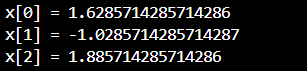 x[0] = 1.6285714285714286
x[1] = -1.0285714285714287
x[2] = 1.885714285714286